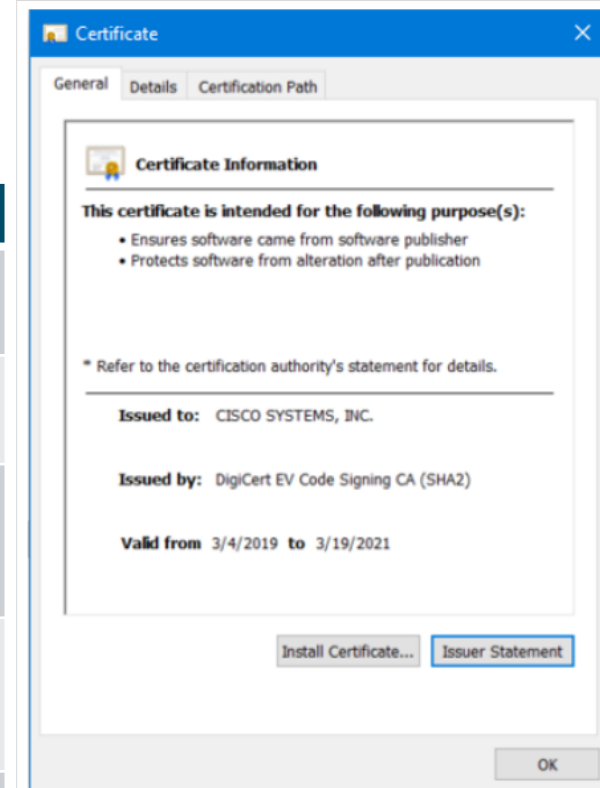 Certificate
General Details Certification Path
Certificate Information
This certificate is intended for the following purpose(s):
• Ensures software came from software publisher
• Protects software from alteration after publication
* Refer to the certification authority's statement for details.
Issued to: CISCO SYSTEMS, INC.
Issued by: DigiCert EV Code Signing CA (SHA2)
Valid from 3/4/2019 to 3/19/2021
Install Certificate... Issuer Statement
OK